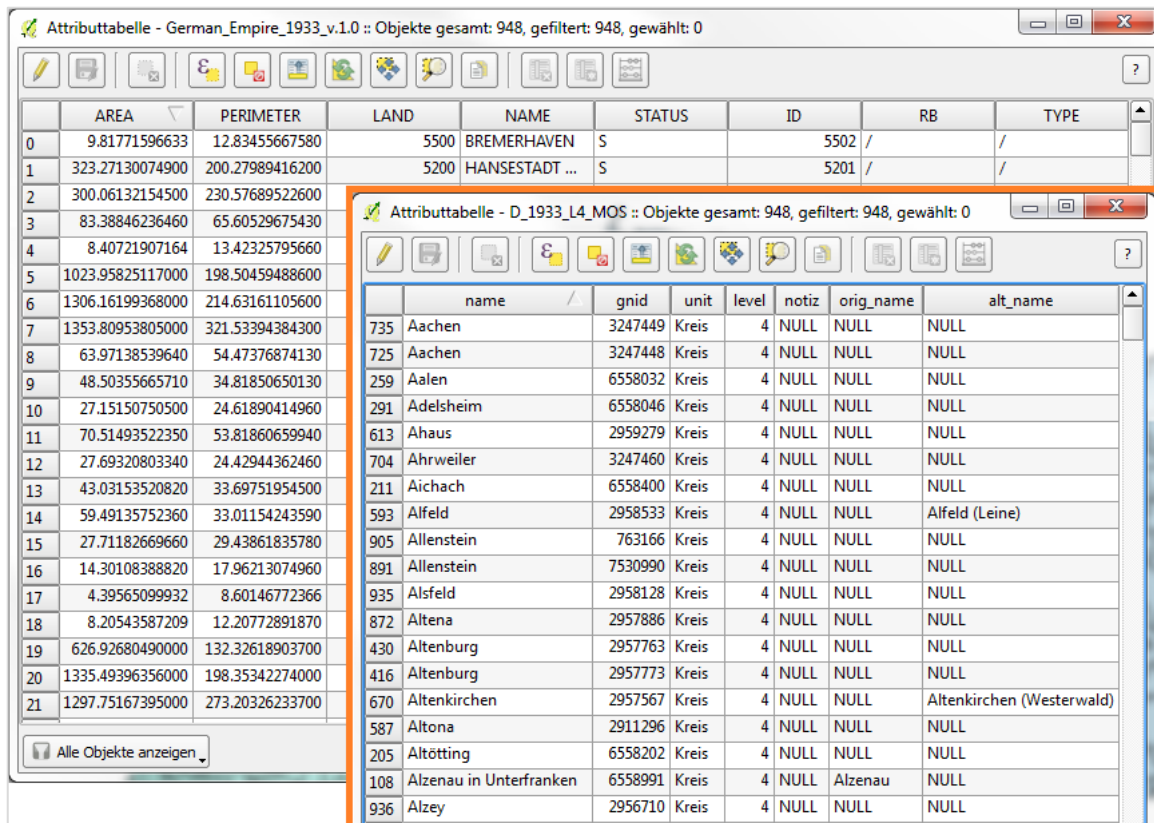 Attributtabelle - German_Empire_1933_v.1.0 :: Objekte gesamt: 948, gefiltert: 948, gewählt: 0
ε
?
AREA PERIMETER LAND NAME STATUS ID RB TYPE
0 9.81771596633 12.83455667580 5500 BREMERHAVEN S 5502 / /
1 323.27130074900 200.27989416200 5200 HANSESTADT ... S 5201 / /
2 300.06132154500 230.57689522600
3 83.38846236460 65.60529675430
4 8.40721907164 13.42325795660
5 1023.95825117000 198.50459488600
6 1306.16199368000 214.63161105600
7 1353.80953805000 321.53394384300
8 63.97138539640 54.47376874130
9 48.50355665710 34.81850650130
10 27.15150750500 24.61890414960
11 70.51493522350 53.81860659940
12 27.69320803340 24.42944362460
13 43.03153520820 33.69751954500
14 59.49135752360 33.01154243590
15 27.71182669660 29.43861835780
16 14.30108388820 17.96213074960
17 4.39565099932 8.60146772366
18 8.20543587209 12.20772891870
19 626.92680490000 132.32618903700
20 1335.49396356000 198.35342274000
21 1297.75167395000 273.20326233700
Alle Objekte anzeigen
Attributtabelle - D_1933_L4_MOS :: Objekte gesamt: 948, gefiltert: 948, gewählt: 0
ε
?
name gnid unit level notiz orig_name alt_name
735 Aachen 3247449 Kreis 4 NULL NULL NULL
725 Aachen 3247448 Kreis 4 NULL NULL NULL
259 Aalen 6558032 Kreis 4 NULL NULL NULL
291 Adelsheim 6558046 Kreis 4 NULL NULL NULL
613 Ahaus 2959279 Kreis 4 NULL NULL NULL
704 Ahrweiler 3247460 Kreis 4 NULL NULL NULL
211 Aichach 6558400 Kreis 4 NULL NULL NULL
593 Alfeld 2958533 Kreis 4 NULL NULL Alfeld (Leine)
905 Allenstein 763166 Kreis 4 NULL NULL NULL
891 Allenstein 7530990 Kreis 4 NULL NULL NULL
935 Alsfeld 2958128 Kreis 4 NULL NULL NULL
872 Altena 2957886 Kreis 4 NULL NULL NULL
430 Altenburg 2957763 Kreis 4 NULL NULL NULL
416 Altenburg 2957773 Kreis 4 NULL NULL NULL
670 Altenkirchen 2957567 Kreis 4 NULL NULL Altenkirchen (Westerwald)
587 Altona 2911296 Kreis 4 NULL NULL NULL
205 Altötting 6558202 Kreis 4 NULL NULL NULL
108 Alzenau in Unterfranken 6558991 Kreis 4 NULL Alzenau NULL
936 Alzey 2956710 Kreis 4 NULL NULL NULL